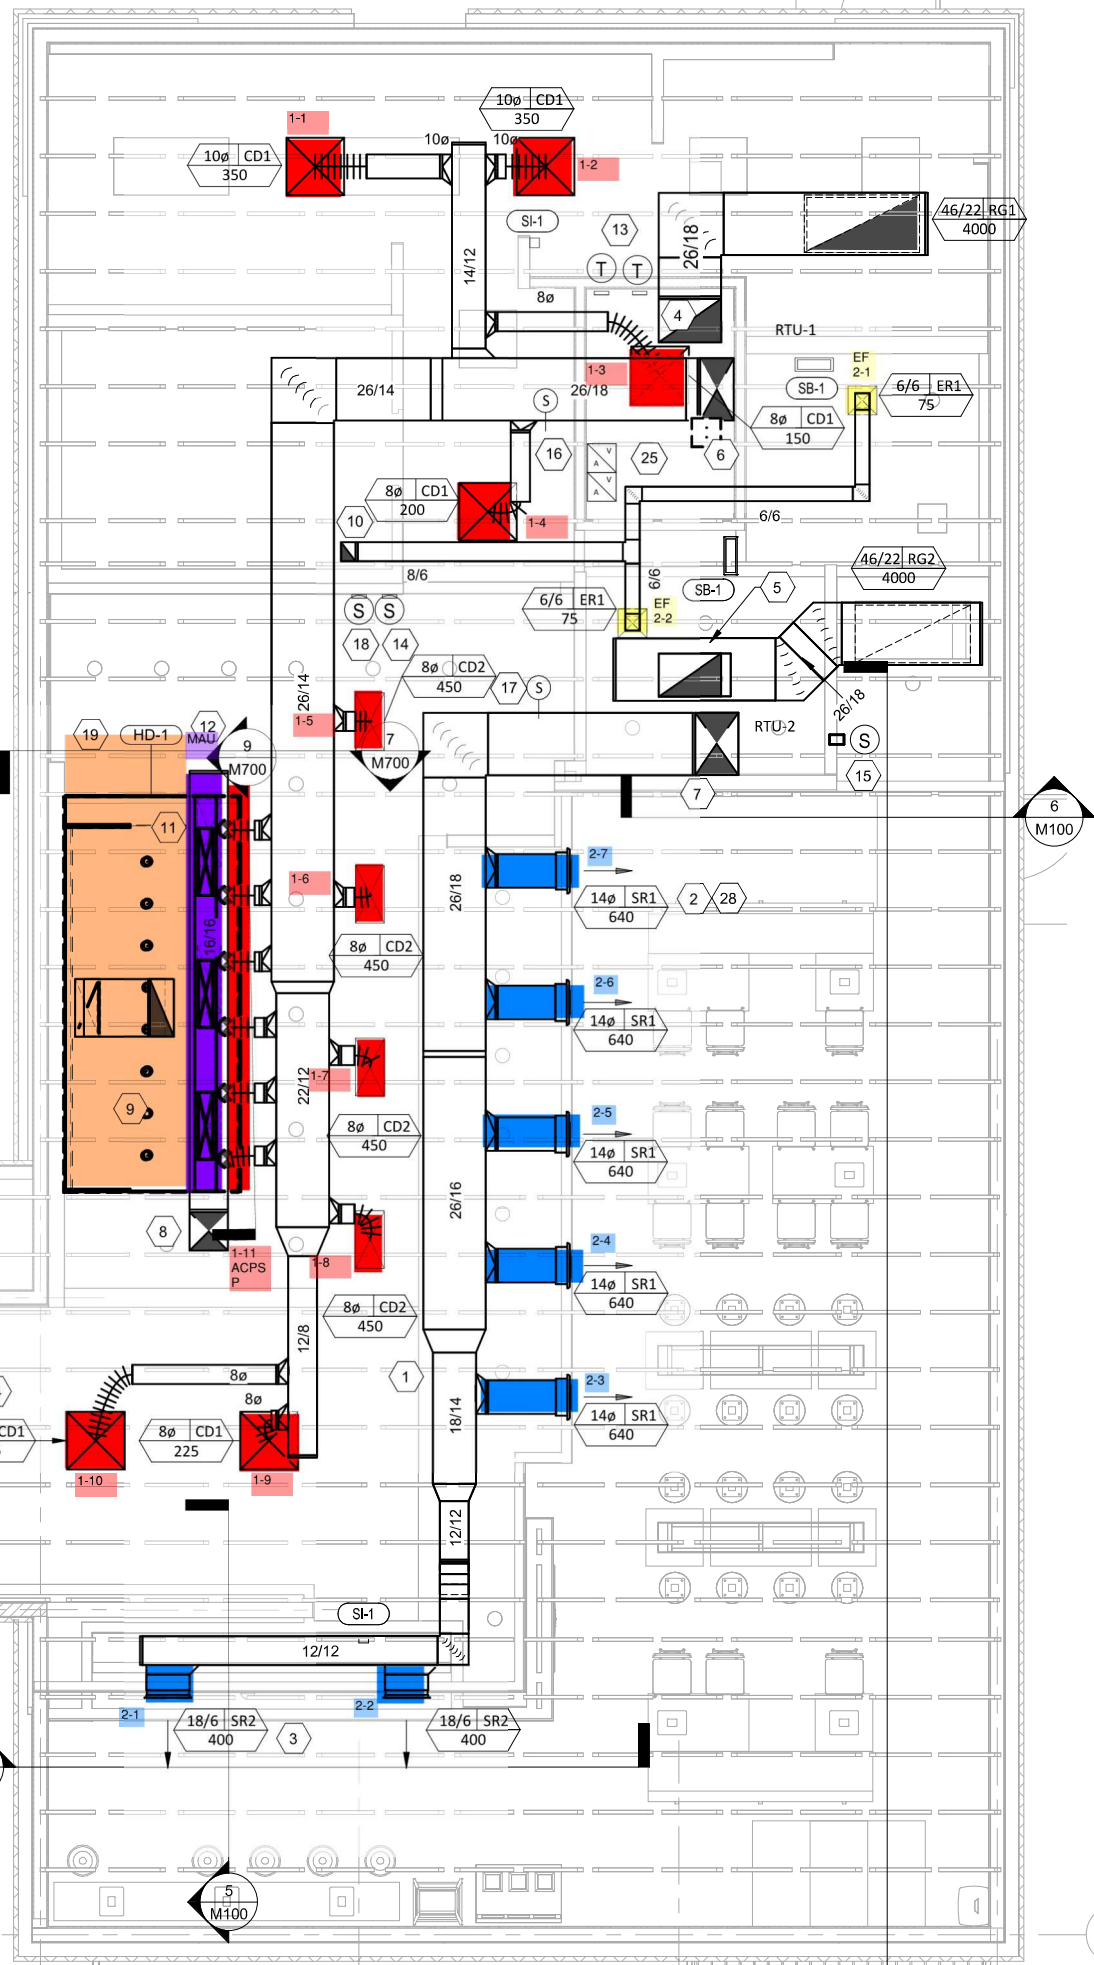 10ø CD1
350
1-1
10ø CD1
350
10ø
10ø
1-2
SI-1
13
26/18
46/22 RG1
4000
14/12
T
T
8ø
4
RTU-1
1-3
EF
2-1
26/14
26/18
SB-1
6/6 ER1
75
S
8ø CD1
150
16
25
6
V
A
V
A
8ø CD1
200
10
1-4
6/6
46/22 RG2
4000
8/6
6/6
SB-1
5
6/6 ER1
75
EF
2-2
S
S
18
14
8ø CD2
450
17
S
26/14
26/18
1-5
19
HD-1
12
MAU
9
M700
7
M700
RTU-2
S
15
7
6
M100
11
2-7
14ø SR1
640
2
28
1-6
26/18
16/16
8ø CD2
450
2-6
14ø SR1
640
1-7
22/12
9
8ø CD2
450
2-5
14ø SR1
640
26/16
8
1-11
ACPS
P
1-8
2-4
14ø SR1
640
8ø CD2
450
12/8
1
8ø
8ø
2-3
14ø SR1
640
18/14
CD1
8ø CD1
225
1-10
1-9
12/12
SI-1
12/12
2-1
18/6 SR2
400
3
2-2
18/6 SR2
400
5
M100